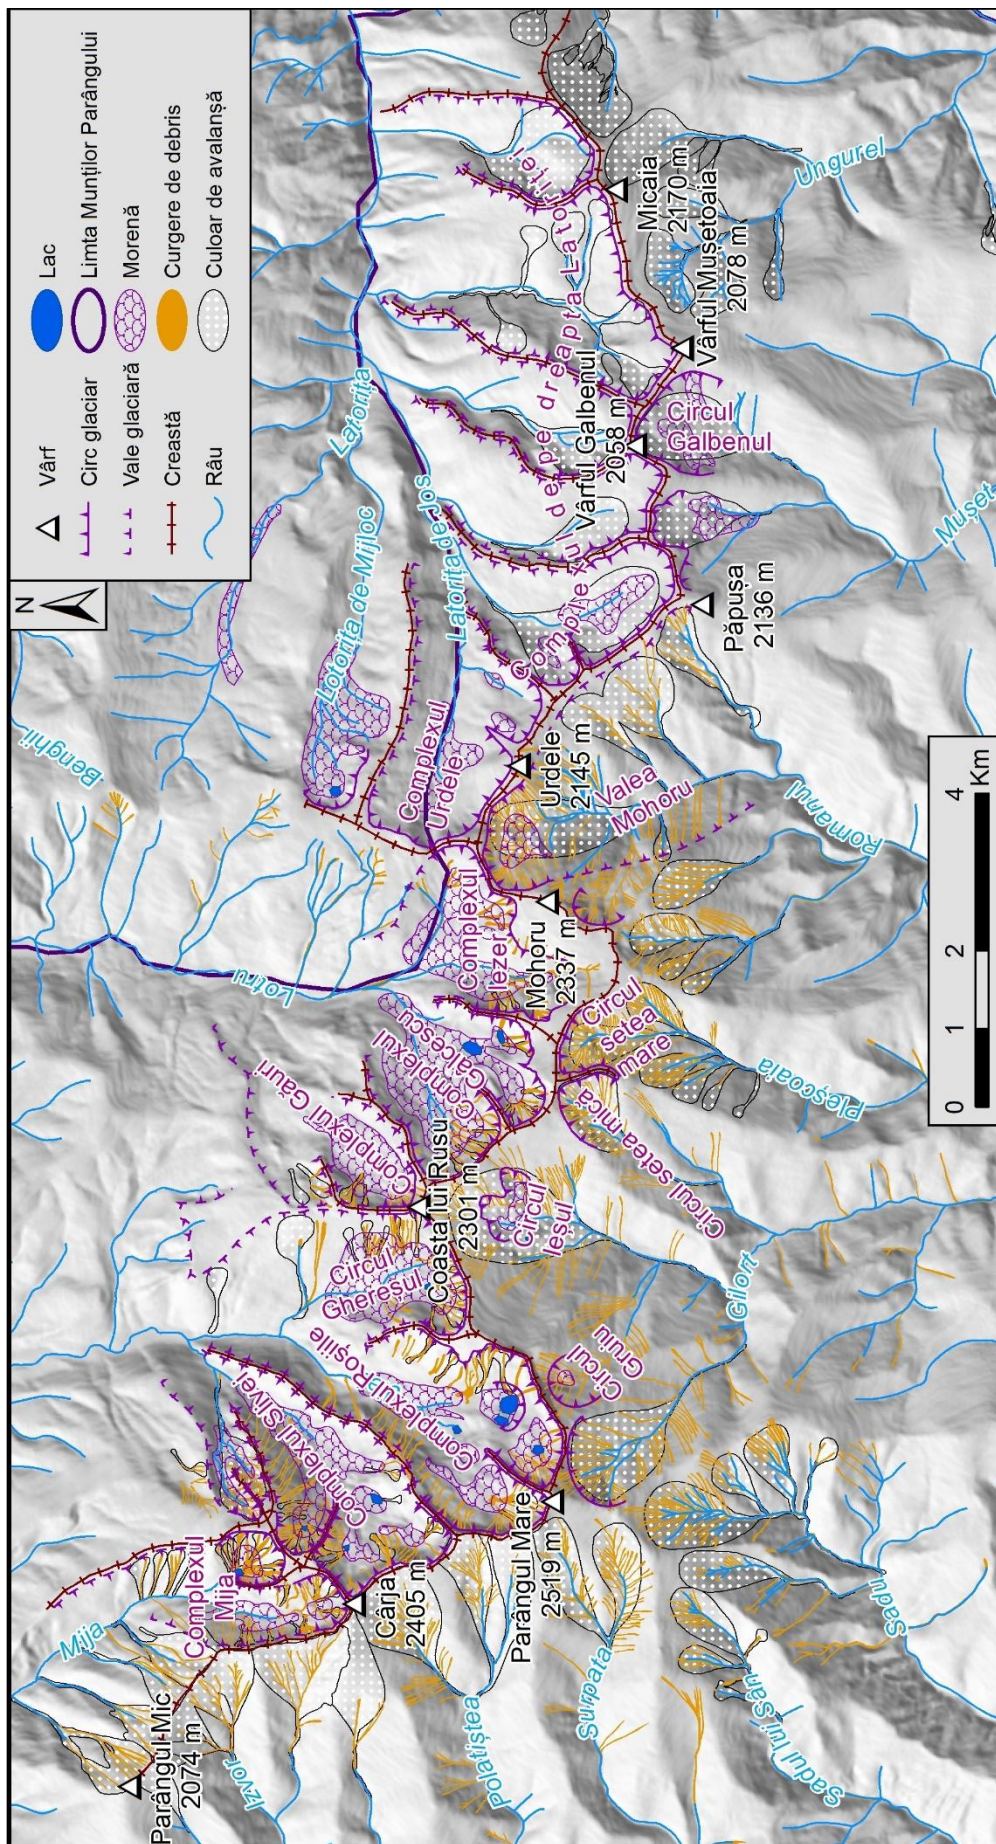 N
Vârf
Circ glaciar
Vale glaciară
Creastă
Râu
Lac
Limta Munților Parângului
Morenă
Curgere de debris
Culoar de avalanșă
Parângul Mic
2074 m
Mija
Izvor
Complexul
Mija
Cârja
2405 m
Polatiștea
Parângul Mare
2519 m
Surpata
Sadul lui Sân
Sadu
Complexul Slivei
Complexul Roșiile
Circul
Gruiu
Circul
Ghereșul
Coasta lui Rusu
2301 m
Complexul Găuri
Circul
Ieșul
Gilort
Complexul
Gâlcescu
Lotru
Circul setea mica
Circul
setea
mare
Pleșcoaia
Complexul
Iezer
Mohoru
2337 m
Benghii
Complexul
Urdele
Urdele
2145 m
Valea
Mohoru
Romanul
Lotorița de Mijloc
Latorița de Jos
Latorița
Complexul de pe dreapta Latoriței
Păpușa
2136 m
Vârful Galbenul
2058 m
Circul
Galbenul
Mușet
Vârful Mușetoaia
2078 m
Micaia
2170 m
Ungurel
0
1
2
4
Km